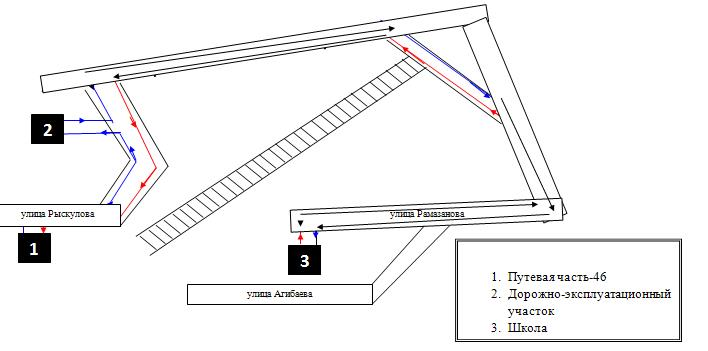 2
улица Рыскулова
1
улица Рамазанова
3
улица Агибаева
1. Путевая часть-46
2. Дорожно-эксплуатационный
участок
3. Школа